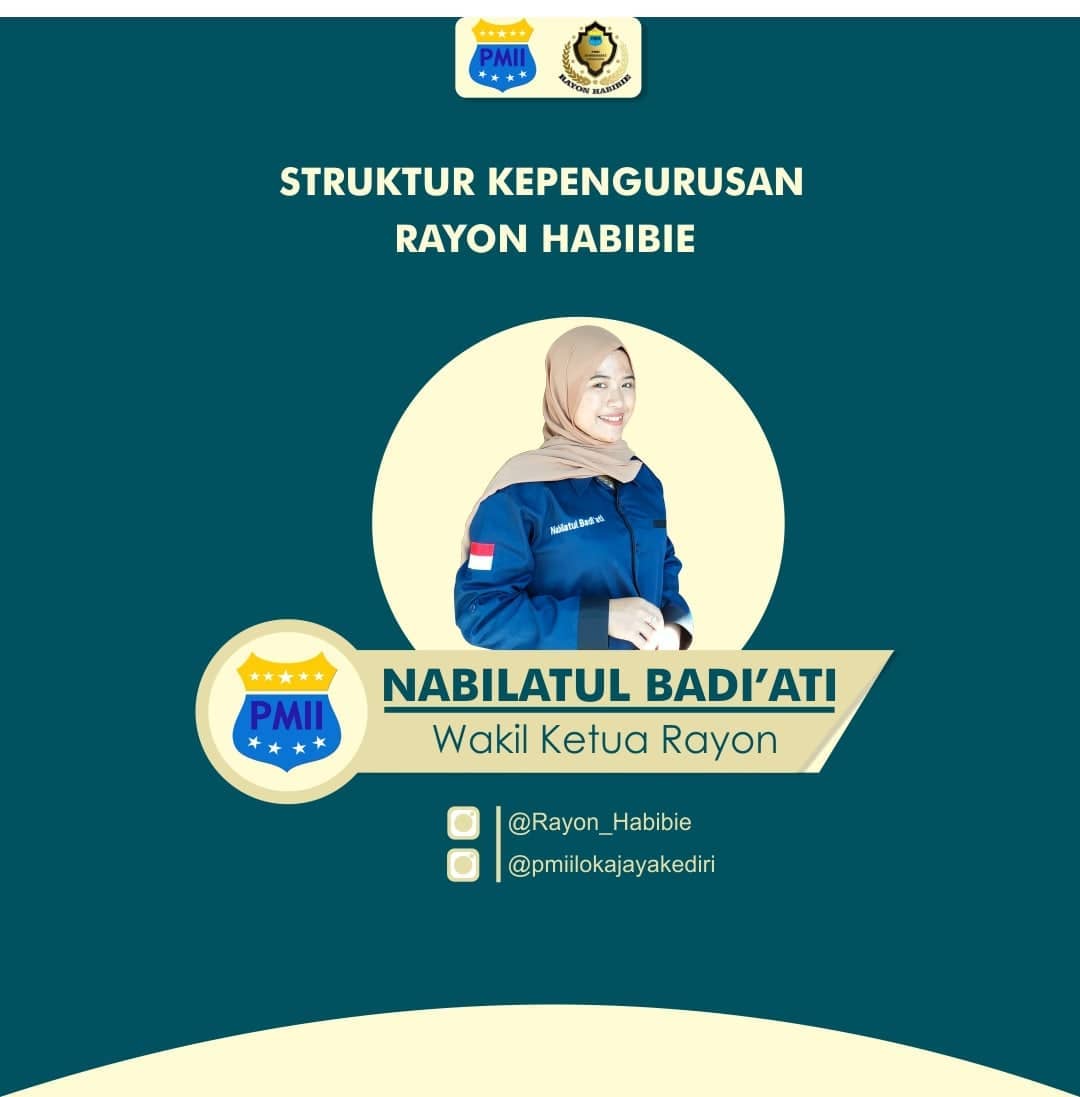 PMII
RAYON HABIBIE
STRUKTUR KEPENGURUSAN
RAYON HABIBIE
Nabilatul Badi'ati
PMII
NABILATUL BADI’ATI
Wakil Ketua Rayon
@Rayon_Habibie
@pmiilokajayakediri